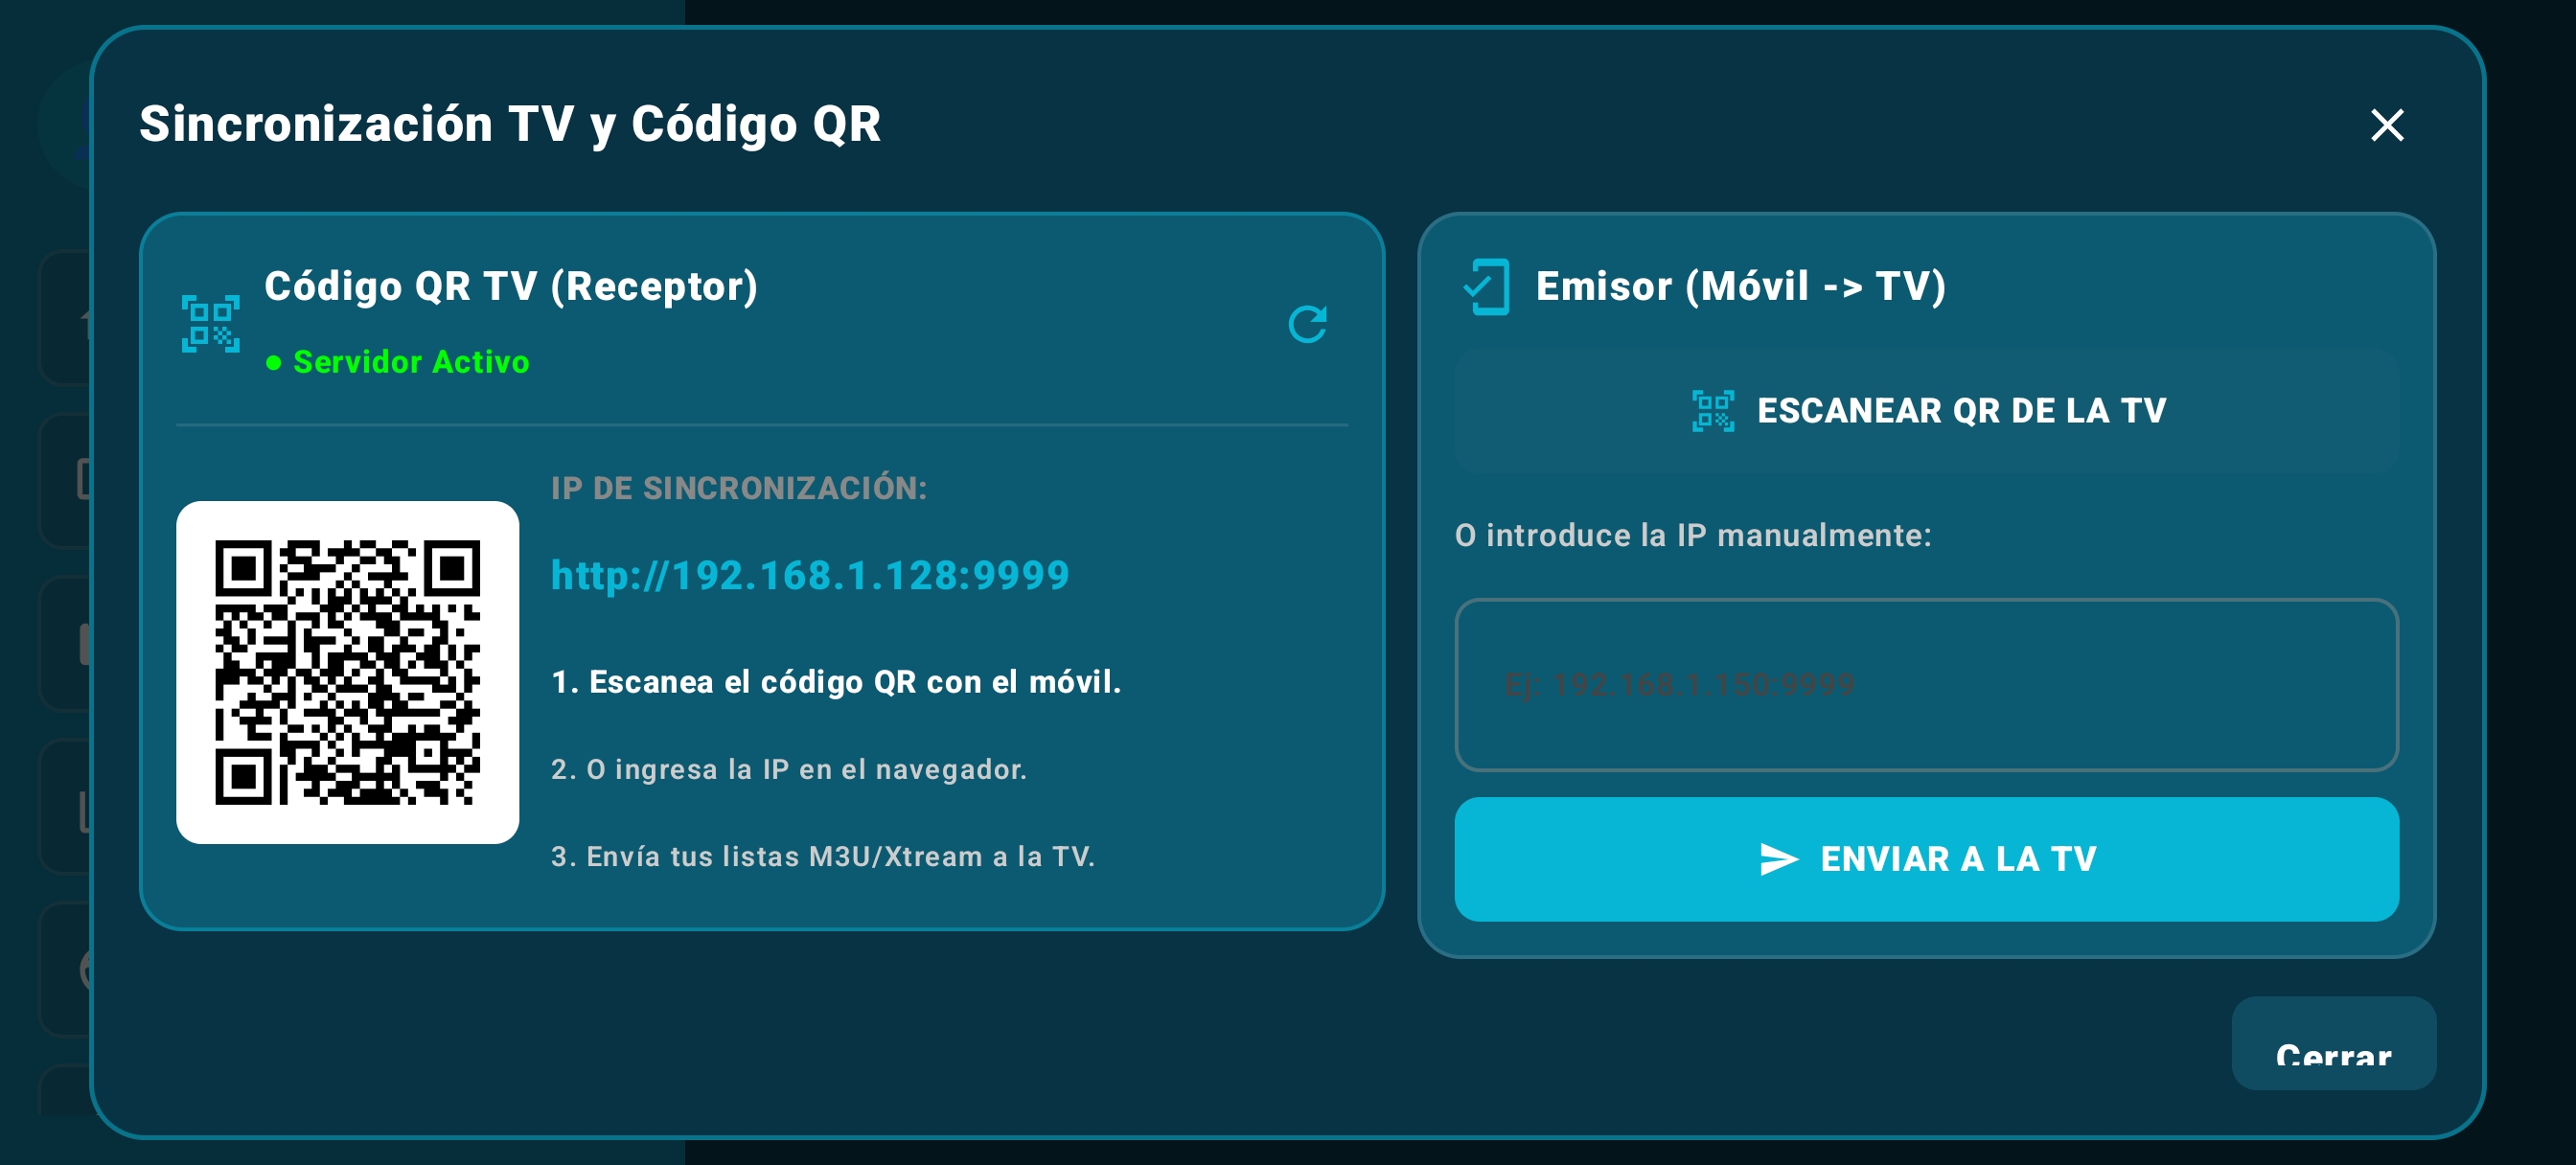 Sincronización TV y Código QR
Código QR TV (Receptor)
● Servidor Activo
IP DE SINCRONIZACIÓN:
http://192.168.1.128:9999
1. Escanea el código QR con el móvil.
2. O ingresa la IP en el navegador.
3. Envía tus listas M3U/Xtream a la TV.
Emisor (Móvil -> TV)
ESCANEAR QR DE LA TV
O introduce la IP manualmente:
Ej: 192.168.1.150:9999
ENVIAR A LA TV
Cerrar